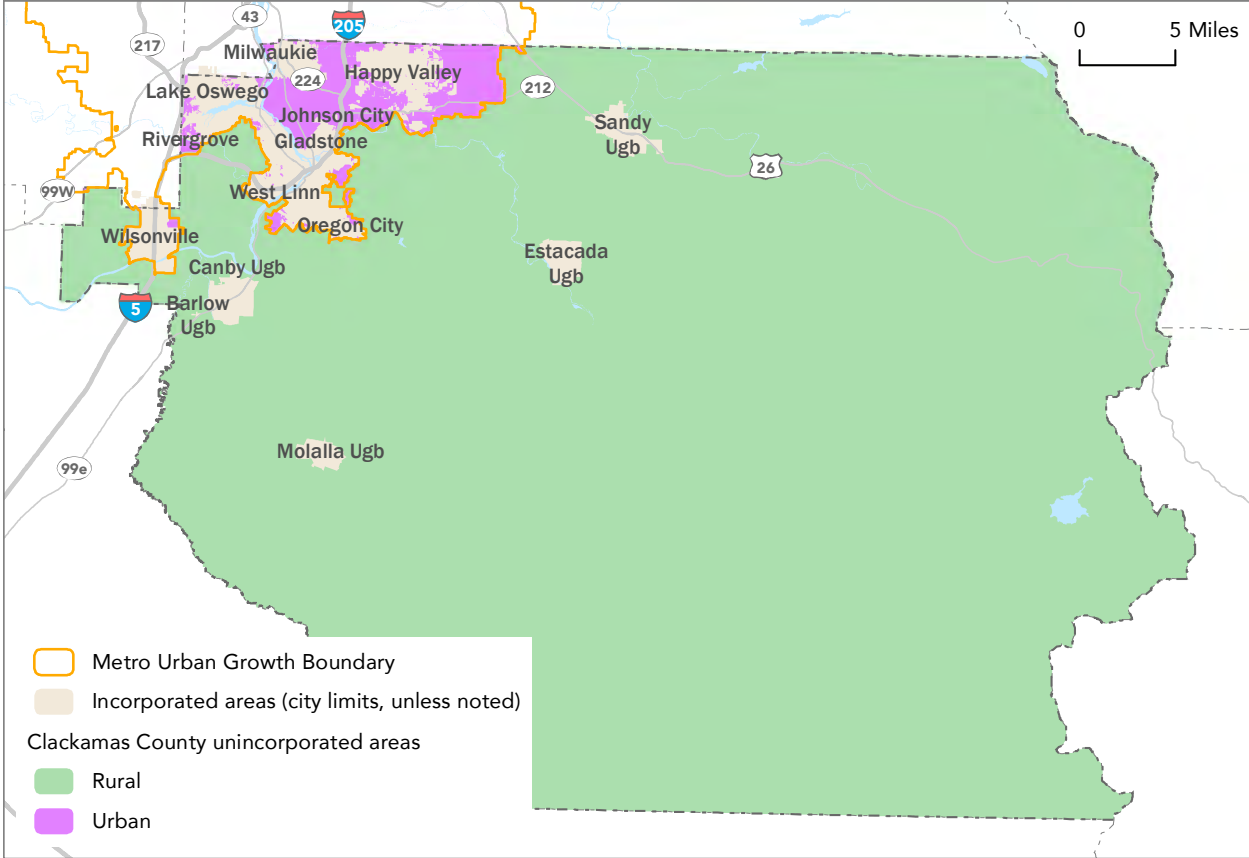 43
205
0
5 Miles
217
Milwaukie
224
Happy Valley
212
Lake Oswego
Johnson City
Sandy
Ugb
Rivergrove
Gladstone
26
99W
West Linn
Oregon City
Wilsonville
Estacada
Ugb
Canby Ugb
5
Barlow
Ugb
Molalla Ugb
99e
Metro Urban Growth Boundary
Incorporated areas (city limits, unless noted)
Clackamas County unincorporated areas
Rural
Urban